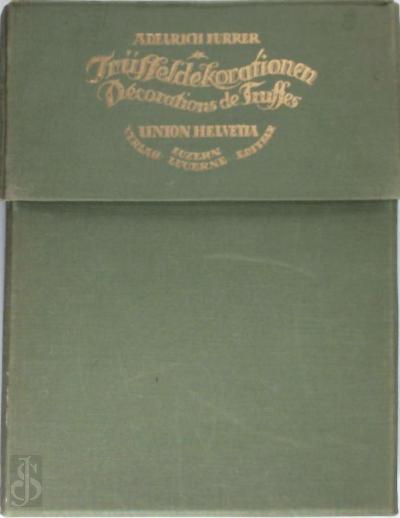 ADELRICH FURRER
Trüffeldekorationen
Décorations de Truffes
UNION HELVETIA
VERLAG LUZERN
LUCERNE EDITEUR